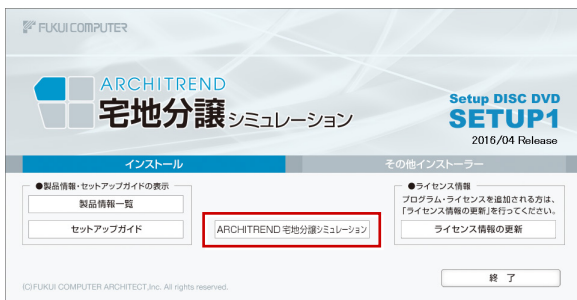 FUKUI COMPUTER
ARCHITREND
宅地分譲シミュレーション
Setup DISC DVD
SETUP1
2016/04 Release
インストール
その他インストーラー
●製品情報・セットアップガイドの表示
製品情報一覧
セットアップガイド
ARCHITREND 宅地分譲シミュレーション
●ライセンス情報
プログラム・ライセンスを追加される方は、
「ライセンス情報の更新」を行ってください。
ライセンス情報の更新
(C)FUKUI COMPUTER ARCHITECT,Inc. All rights reserved.
終 了